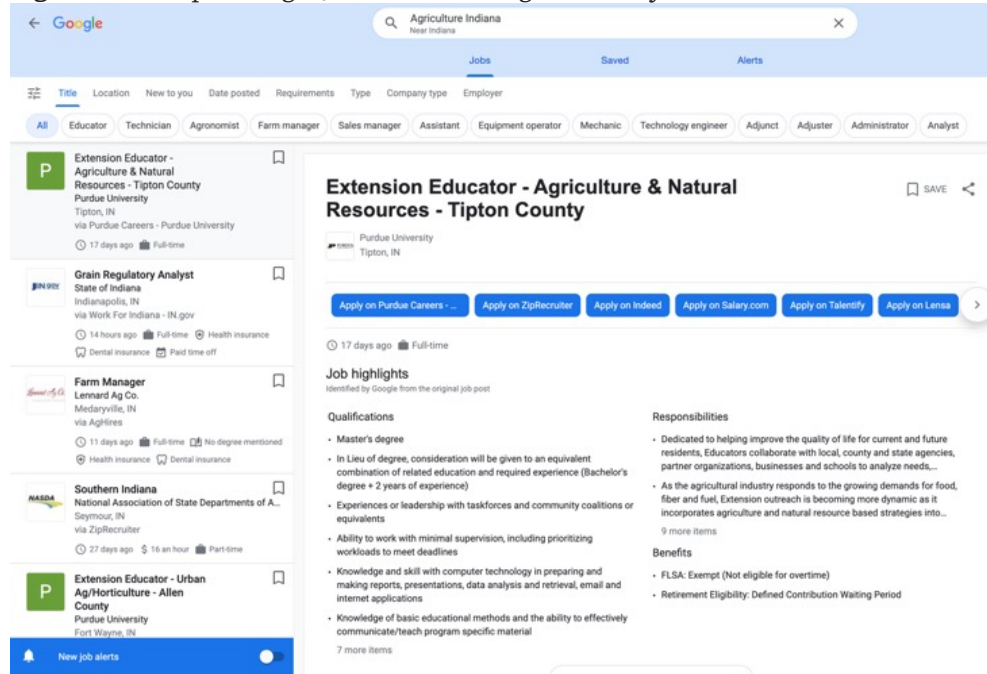 Google
Agriculture Indiana
Near Indiana
Jobs Saved Alerts
Title Location New to you Date posted Requirements Type Company type Employer
All Educator Technician Agronomist Farm manager Sales manager Assistant Equipment operator Mechanic Technology engineer Adjunct Adjuster Administrator Analyst
P
Extension Educator -
Agriculture & Natural
Resources - Tipton County
Purdue University
Tipton, IN
via Purdue Careers - Purdue University
17 days ago Full-time
IN.gov
Grain Regulatory Analyst
State of Indiana
Indianapolis, IN
via Work For Indiana - IN.gov
14 hours ago Full-time Health insurance
Dental insurance Paid time off
Farm Manager
Lennard Ag Co.
Medaryville, IN
via AgHires
11 days ago Full-time No degree mentioned
Health insurance Dental insurance
NASDA
Southern Indiana
National Association of State Departments of A...
Seymour, IN
via ZipRecruiter
27 days ago $ 16 an hour Part-time
P
Extension Educator - Urban
Ag/Horticulture - Allen
County
Purdue University
Fort Wayne, IN
New job alerts
Extension Educator - Agriculture & Natural
Resources - Tipton County
SAVE
Purdue University
Tipton, IN
Apply on Purdue Careers - ... Apply on ZipRecruiter Apply on Indeed Apply on Salary.com Apply on Talentify Apply on Lensa
17 days ago Full-time
Job highlights
Identified by Google from the original job post
Qualifications
• Master's degree
• In Lieu of degree, consideration will be given to an equivalent
combination of related education and required experience (Bachelor's
degree + 2 years of experience)
• Experiences or leadership with taskforces and community coalitions or
equivalents
• Ability to work with minimal supervision, including prioritizing
workloads to meet deadlines
• Knowledge and skill with computer technology in preparing and
making reports, presentations, data analysis and retrieval, email and
internet applications
• Knowledge of basic educational methods and the ability to effectively
communicate/teach program specific material
7 more items
Responsibilities
• Dedicated to helping improve the quality of life for current and future
residents, Educators collaborate with local, county and state agencies,
partner organizations, businesses and schools to analyze needs,...
• As the agricultural industry responds to the growing demands for food,
fiber and fuel, Extension outreach is becoming more dynamic as it
incorporates agriculture and natural resource based strategies into...
9 more items
Benefits
• FLSA: Exempt (Not eligible for overtime)
• Retirement Eligibility: Defined Contribution Waiting Period